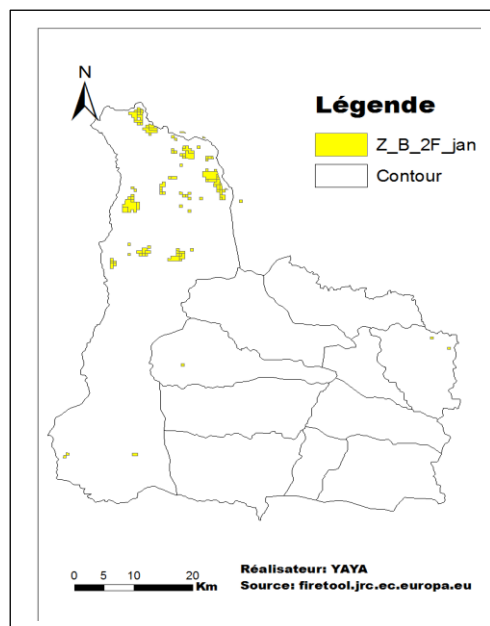 N
Légende
Z_B_2F_jan
Contour
0 5 10 20
Km
Réalisateur: YAYA
Source: firetool.jrc.ec.europa.eu